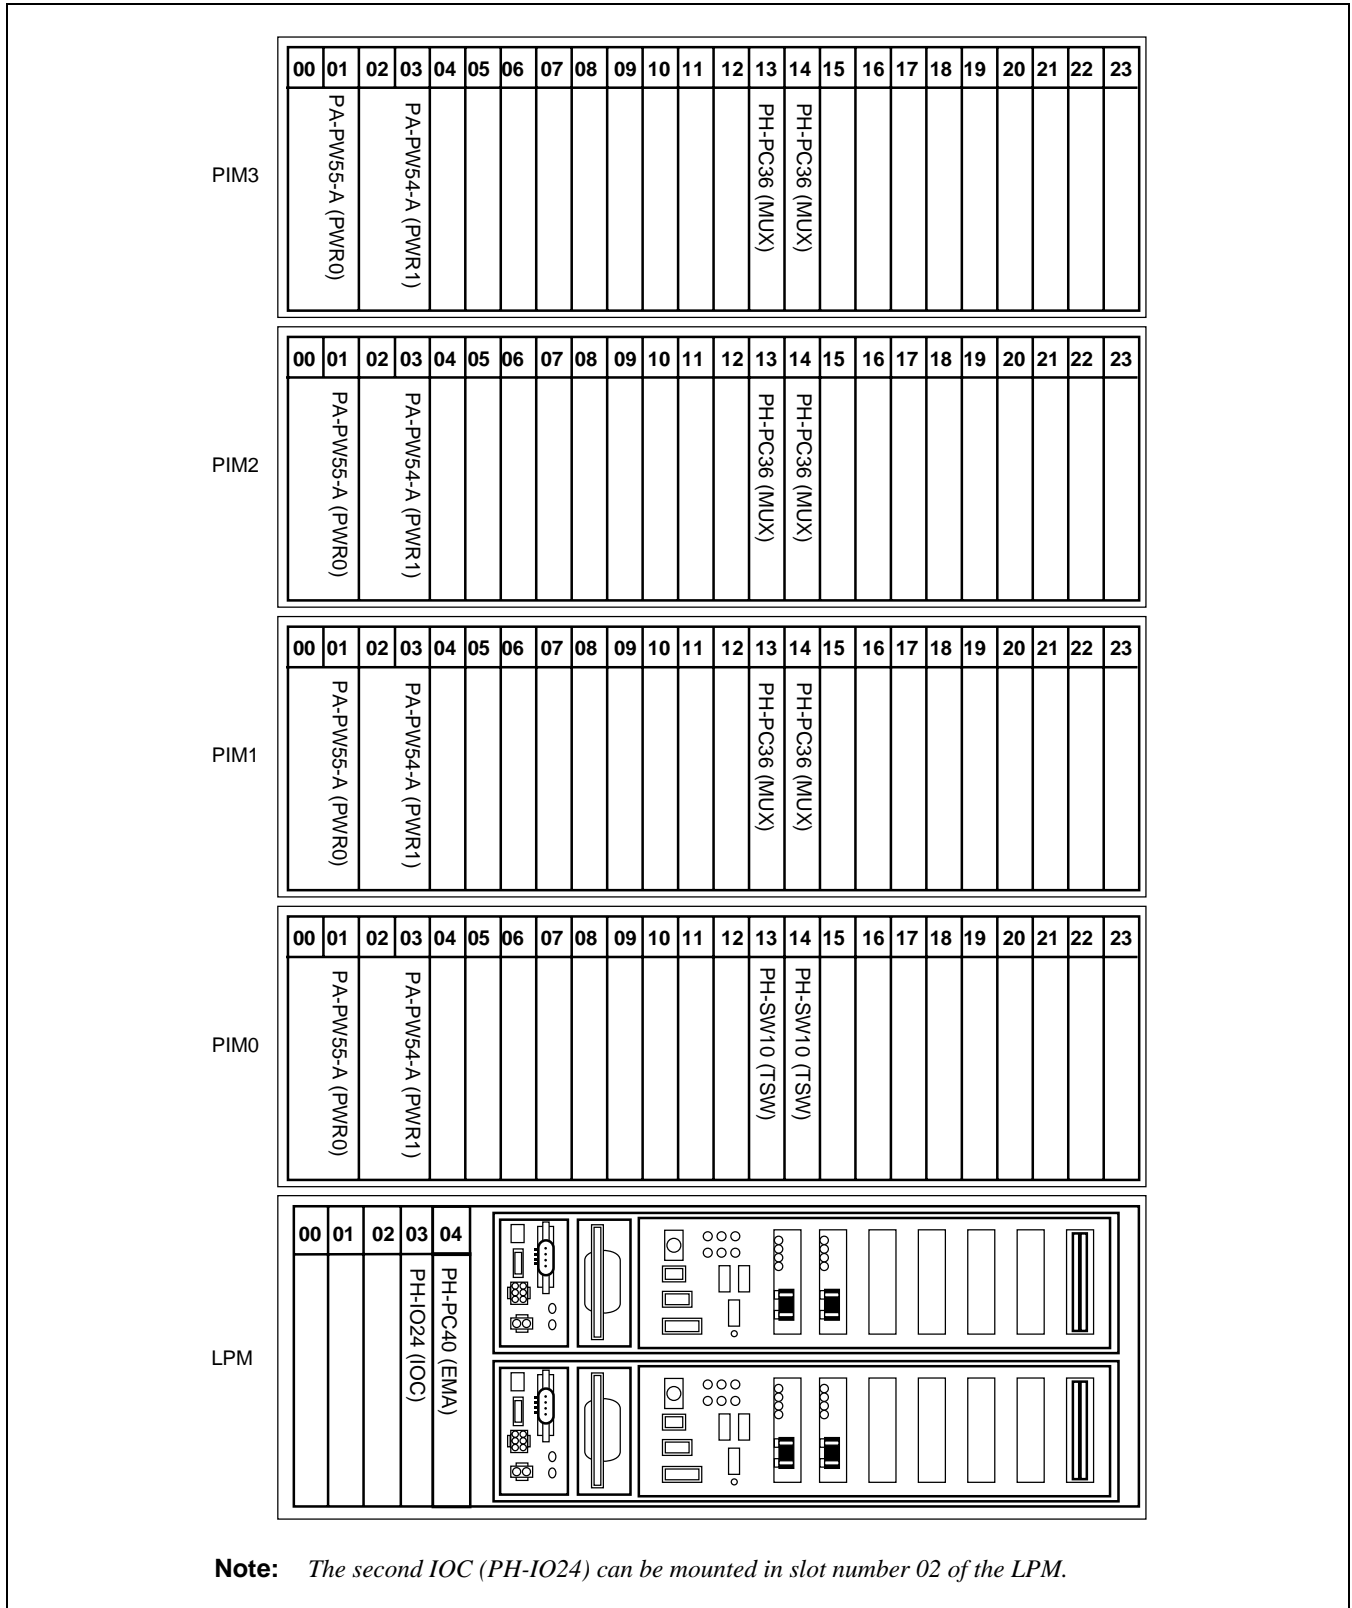 00 01 02 03 04 05 06 07 08 09 10 11 12 13 14 15 16 17 18 19 20 21 22 23
PIM3
PA-PW55-A (PWR0)
PA-PW54-A (PWR1)
PH-PC36 (MUX)
PH-PC36 (MUX)
00 01 02 03 04 05 06 07 08 09 10 11 12 13 14 15 16 17 18 19 20 21 22 23
PIM2
PA-PW55-A (PWR0)
PA-PW54-A (PWR1)
PH-PC36 (MUX)
PH-PC36 (MUX)
00 01 02 03 04 05 06 07 08 09 10 11 12 13 14 15 16 17 18 19 20 21 22 23
PIM1
PA-PW55-A (PWR0)
PA-PW54-A (PWR1)
PH-PC36 (MUX)
PH-PC36 (MUX)
00 01 02 03 04 05 06 07 08 09 10 11 12 13 14 15 16 17 18 19 20 21 22 23
PIM0
PA-PW55-A (PWR0)
PA-PW54-A (PWR1)
PH-SW10 (TSW)
PH-SW10 (TSW)
00 01 02 03 04
LPM
PH-IO24 (IOC)
PH-PC40 (EMA)
Note: The second IOC (PH-IO24) can be mounted in slot number 02 of the LPM.